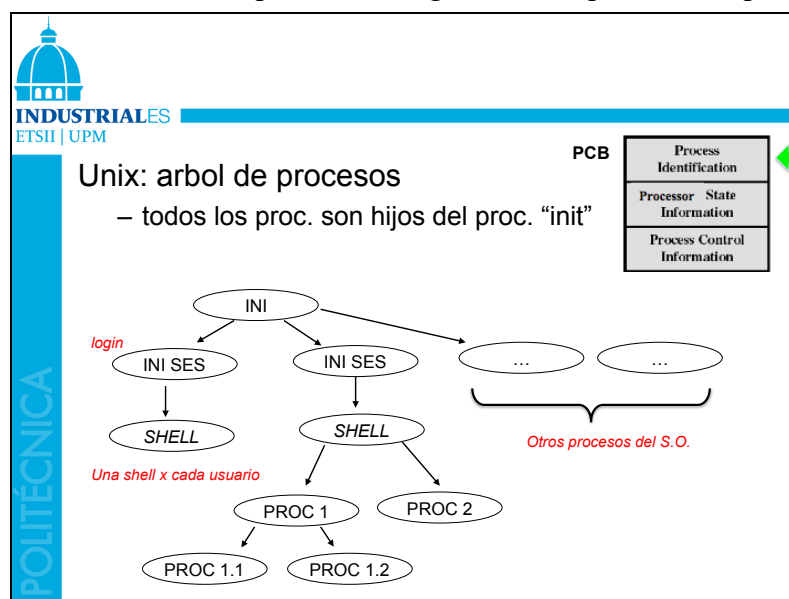 INDUSTRIALES
ETSII | UPM
PCB
Process
Identification
Processor State
Information
Process Control
Information
Unix: arbol de procesos
– todos los proc. son hijos del proc. “init”
INI
login
INI SES
INI SES
…
…
SHELL
SHELL
Otros procesos del S.O.
Una shell x cada usuario
PROC 1
PROC 2
PROC 1.1
PROC 1.2
POLITÉCNICA